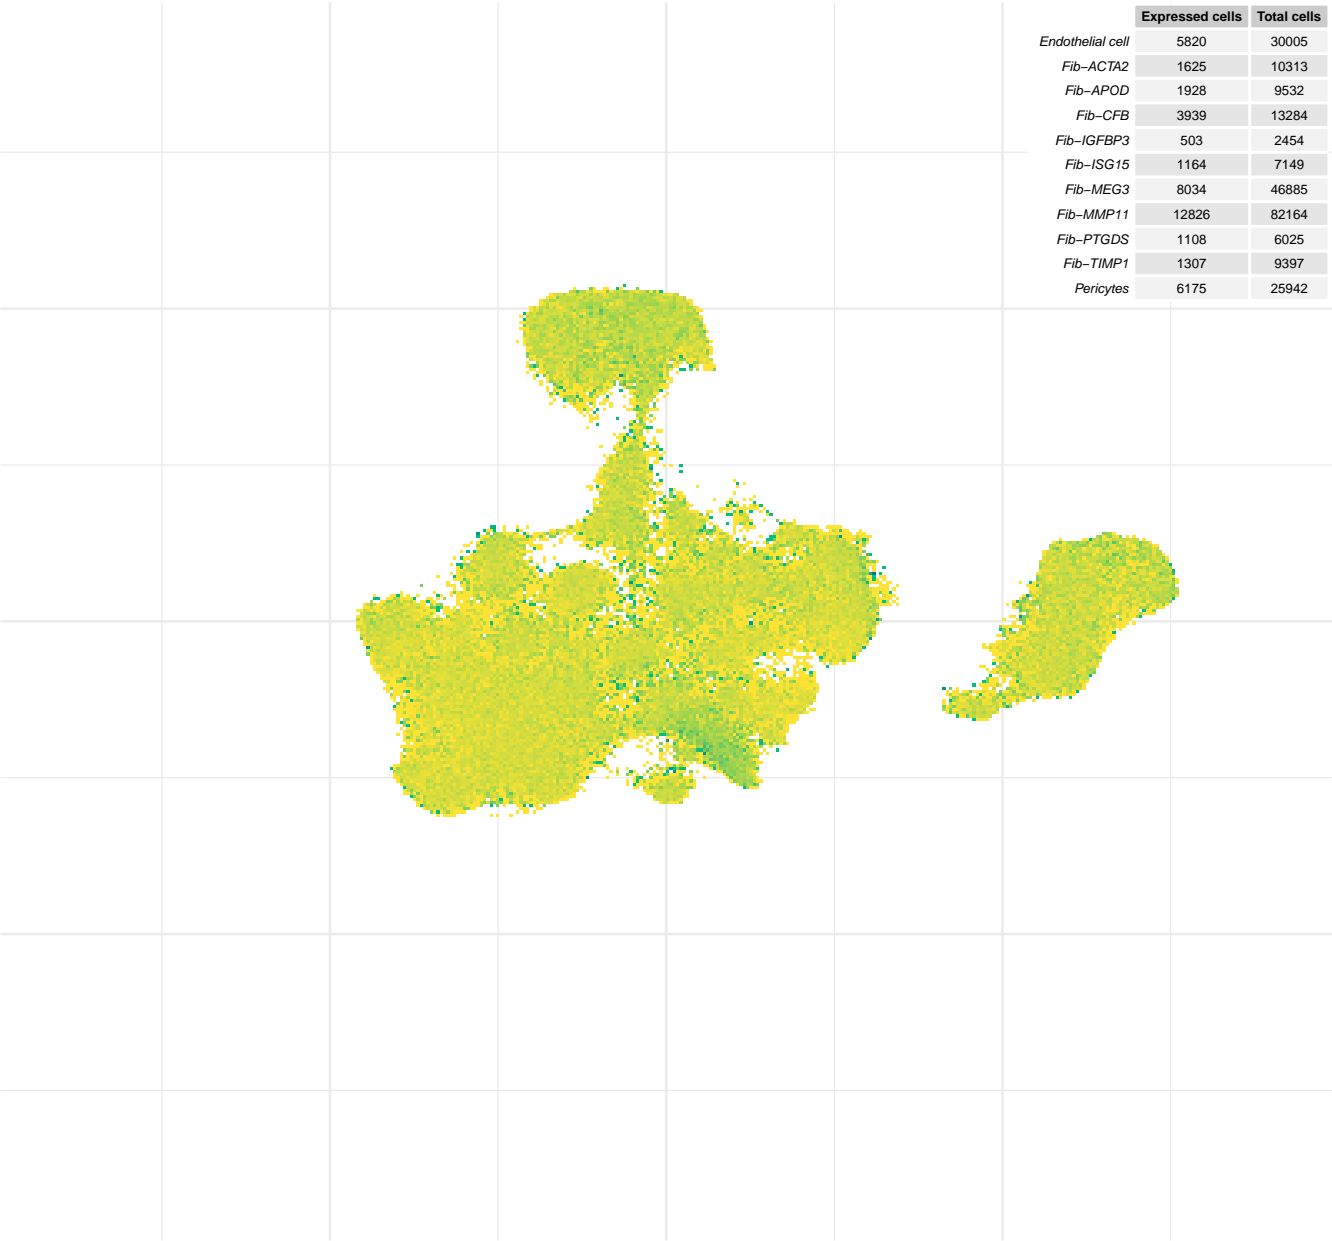 Expressed cells Total cells
Endothelial cell 5820 30005
Fib−ACTA2 1625 10313
Fib−APOD 1928 9532
Fib−CFB 3939 13284
Fib−IGFBP3 503 2454
Fib−ISG15 1164 7149
Fib−MEG3 8034 46885
Fib−MMP11 12826 82164
Fib−PTGDS 1108 6025
Fib−TIMP1 1307 9397
Pericytes 6175 25942